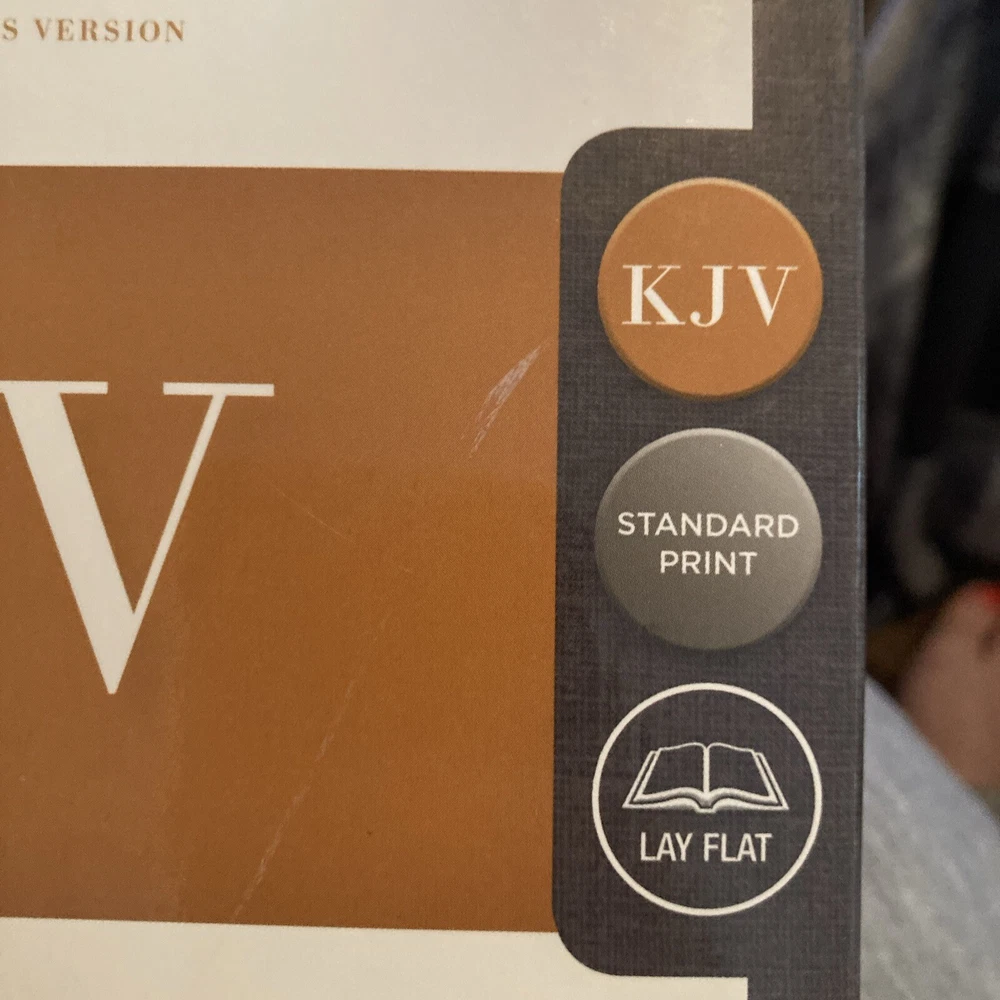 S VERSION
KJV
V
STANDARD
PRINT
LAY FLAT